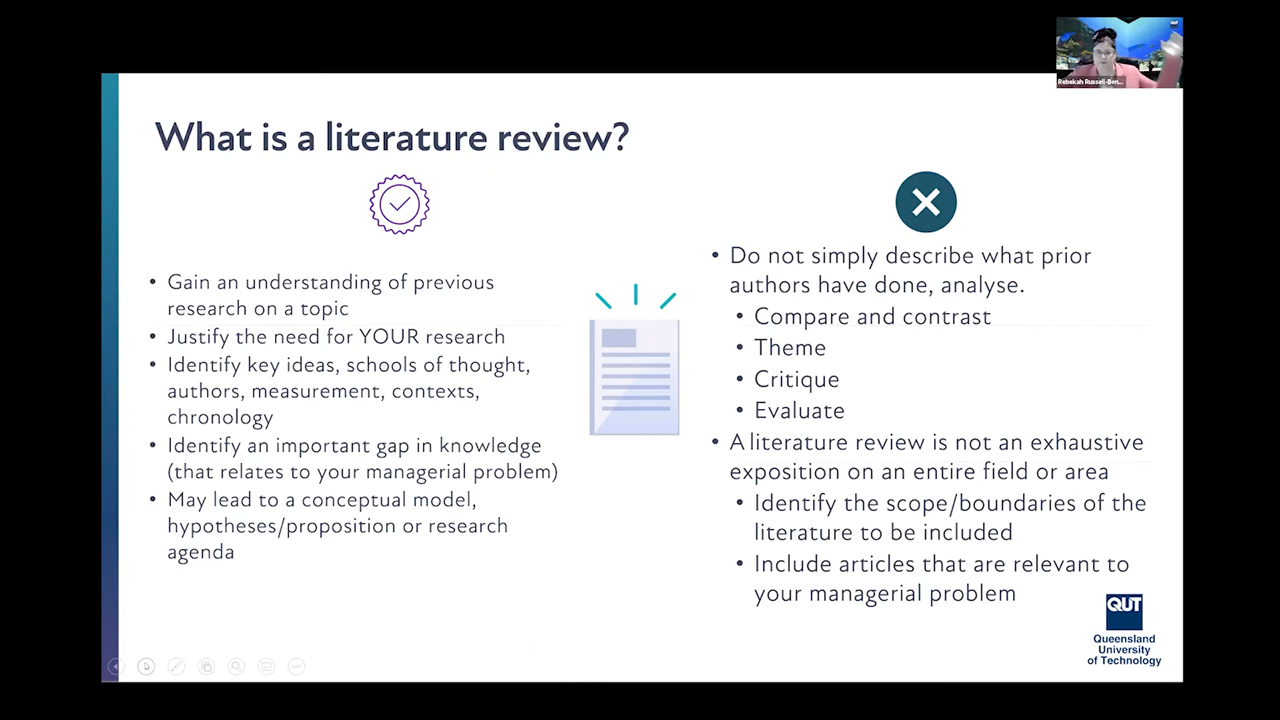 QUT
Rebekah Russell-Ben...
What is a literature review?
• Gain an understanding of previous
research on a topic
• Justify the need for YOUR research
• Identify key ideas, schools of thought,
authors, measurement, contexts,
chronology
• Identify an important gap in knowledge
(that relates to your managerial problem)
• May lead to a conceptual model,
hypotheses/proposition or research
agenda
• Do not simply describe what prior
authors have done, analyse.
• Compare and contrast
• Theme
• Critique
• Evaluate
• A literature review is not an exhaustive
exposition on an entire field or area
• Identify the scope/boundaries of the
literature to be included
• Include articles that are relevant to
your managerial problem
QUT
Queensland
University
of Technology